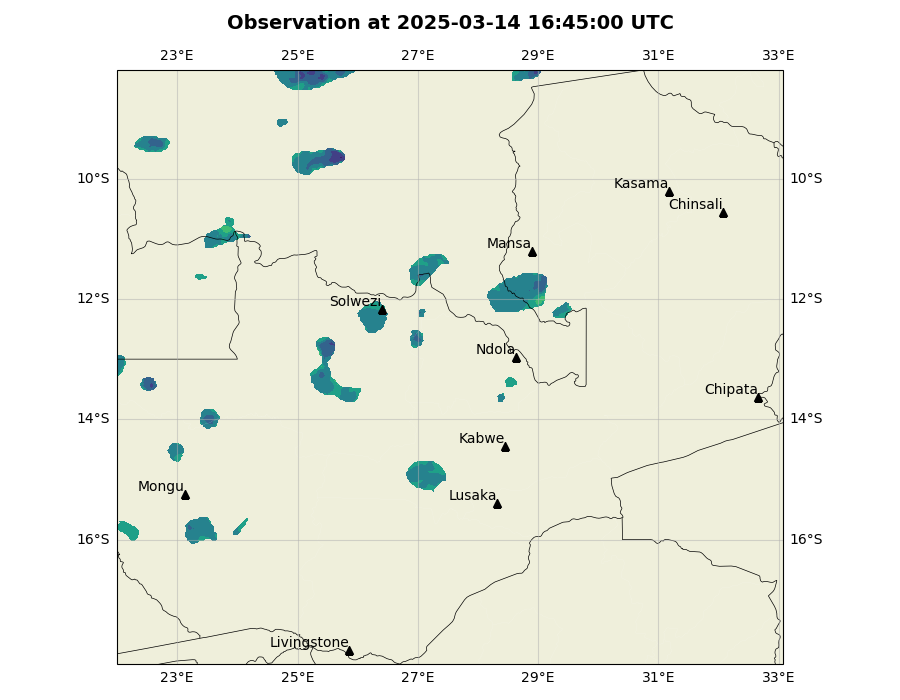 Observation at 2025-03-14 16:45:00 UTC
23°E 25°E 27°E 29°E 31°E 33°E
10°S 10°S
Kasama
Chinsali
Mansa
12°S 12°S
Solwezi
Ndola
Chipata
14°S 14°S
Kabwe
Mongu
Lusaka
16°S 16°S
Livingstone
23°E 25°E 27°E 29°E 31°E 33°E